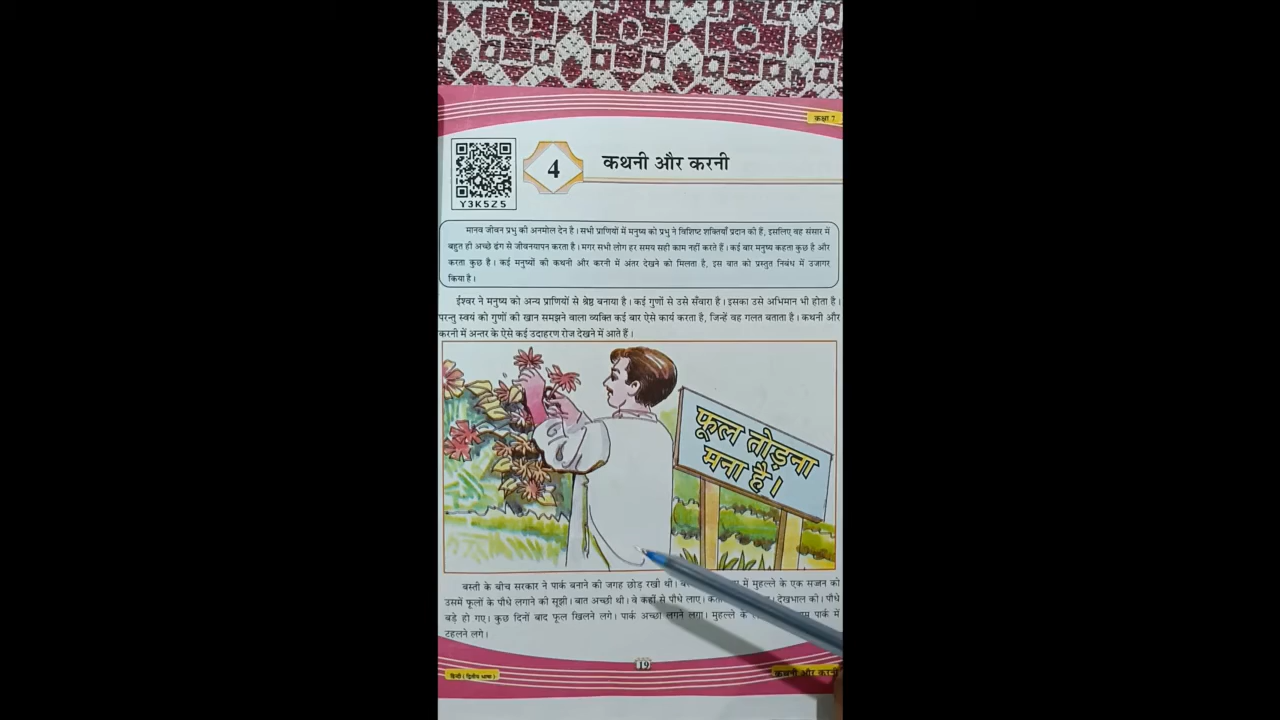 कक्षा 7
4
कथनी और करनी
Y3K5Z5
मानव जीवन प्रभु की अनमोल देन है। सभी प्राणियों में मनुष्य को प्रभु ने विशिष्ट शक्तियाँ प्रदान की हैं, इसलिए वह संसार में
बहुत ही अच्छे ढंग से जीवनयापन करता है। मगर सभी लोग हर समय सही काम नहीं करते हैं। कई बार मनुष्य कहता कुछ है और
करता कुछ है। कई मनुष्यों की कथनी और करनी में अंतर देखने को मिलता है, इस बात को प्रस्तुत निबंध में उजागर
किया है।
ईश्वर ने मनुष्य को अन्य प्राणियों से श्रेष्ठ बनाया है। कई गुणों से उसे सँवारा है। इसका उसे अभिमान भी होता है।
परन्तु स्वयं को गुणों की खान समझने वाला व्यक्ति कई बार ऐसे कार्य करता है, जिन्हें वह गलत बताता है। कथनी और
करनी में अन्तर के ऐसे कई उदाहरण रोज देखने में आते हैं।
फूल तोड़ना
मना है।
बस्ती के बीच सरकार ने पार्क बनाने को जगह छोड़ रखी थी। में मुहल्ले के एक सज्जन को
उसमें फूलों के पौधे लगाने की सूझी। बात अच्छी थी। वे कहीं से पौधे लाए। देखभाल की। पौधे
बड़े हो गए। कुछ दिनों बाद फूल खिलने लगे। पार्क अच्छा लगने लगा। मुहल्ले के पार्क में
टहलने लगे।
19
हिन्दी (द्वितीय भाषा)
कथनी और करनी